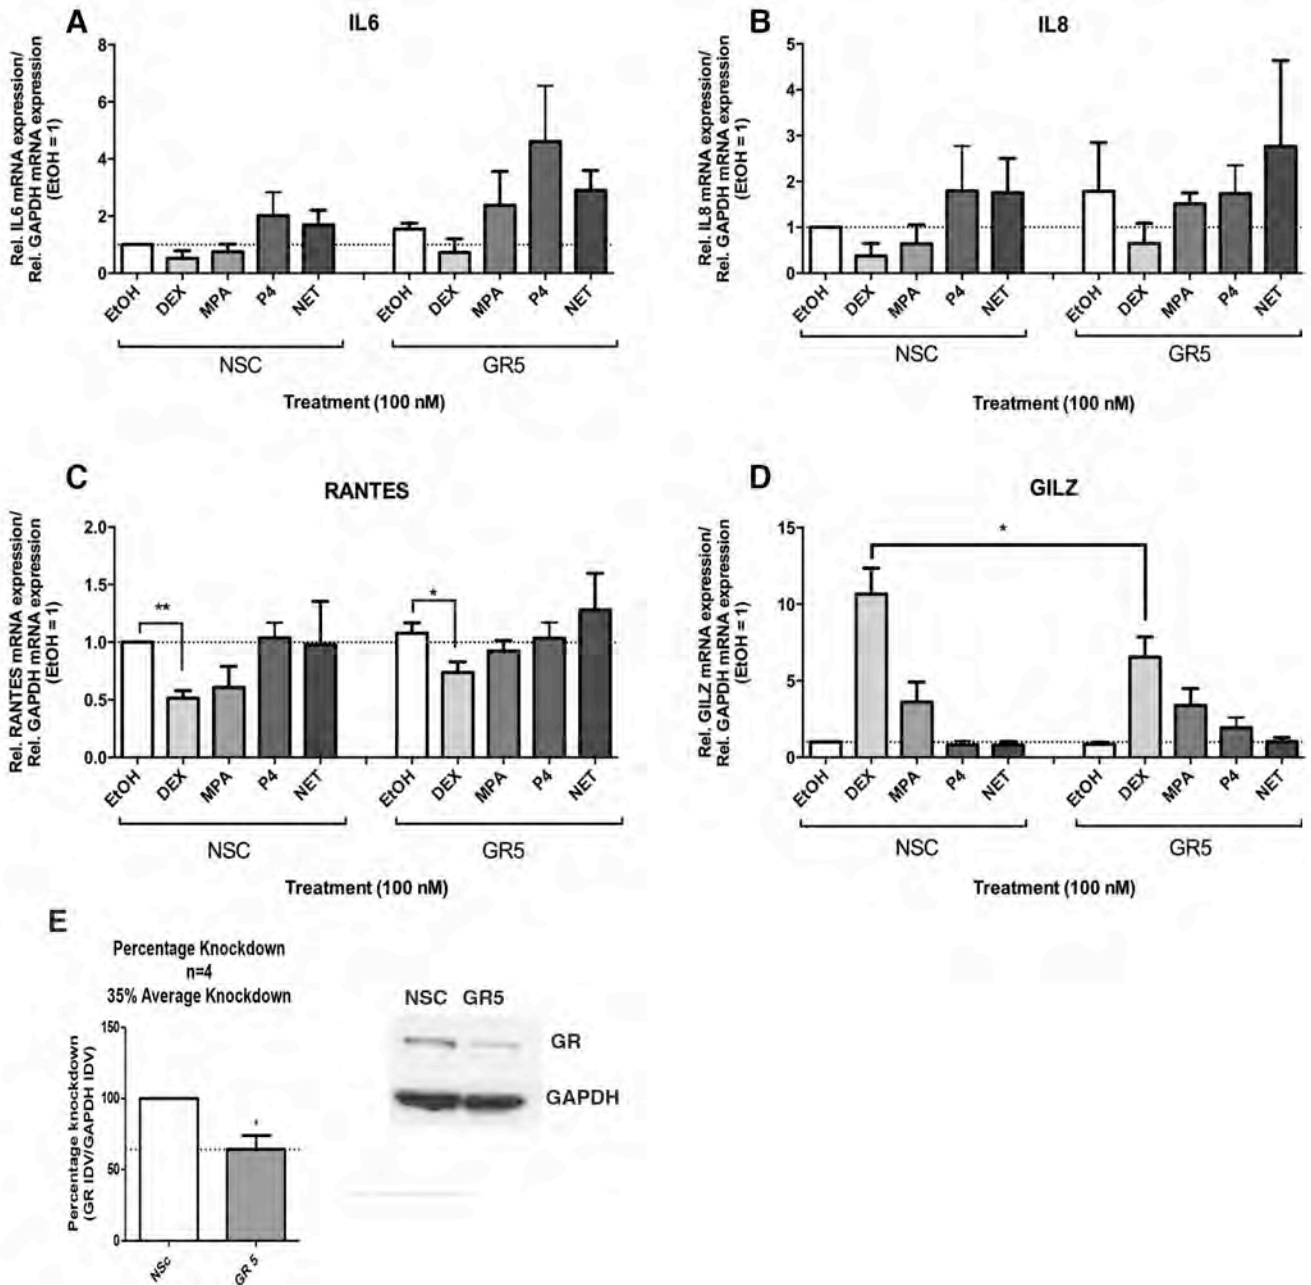 A
IL6
Rel. IL6 mRNA expression/
Rel. GAPDH mRNA expression
(EtOH = 1)
8
6
4
2
0
EtOH
DEX
MPA
P4
NET
EtOH
DEX
MPA
P4
NET
NSC
GR5
Treatment (100 nM)
B
IL8
Rel. IL8 mRNA expression/
Rel. GAPDH mRNA expression
(EtOH = 1)
5
4
3
2
1
0
EtOH
DEX
MPA
P4
NET
EtOH
DEX
MPA
P4
NET
NSC
GR5
Treatment (100 nM)
C
RANTES
Rel. RANTES mRNA expression/
Rel. GAPDH mRNA expression
(EtOH = 1)
2.0
1.5
1.0
0.5
0.0
**
*
EtOH
DEX
MPA
P4
NET
EtOH
DEX
MPA
P4
NET
NSC
GR5
Treatment (100 nM)
D
GILZ
Rel. GILZ mRNA expression/
Rel. GAPDH mRNA expression
(EtOH = 1)
15
10
5
0
*
EtOH
DEX
MPA
P4
NET
EtOH
DEX
MPA
P4
NET
NSC
GR5
Treatment (100 nM)
E
Percentage Knockdown
n=4
35% Average Knockdown
Percentage knockdown
(GR IDV/GAPDH IDV)
150
100
50
0
*
NSc
GR 5
NSC GR5
GR
GAPDH